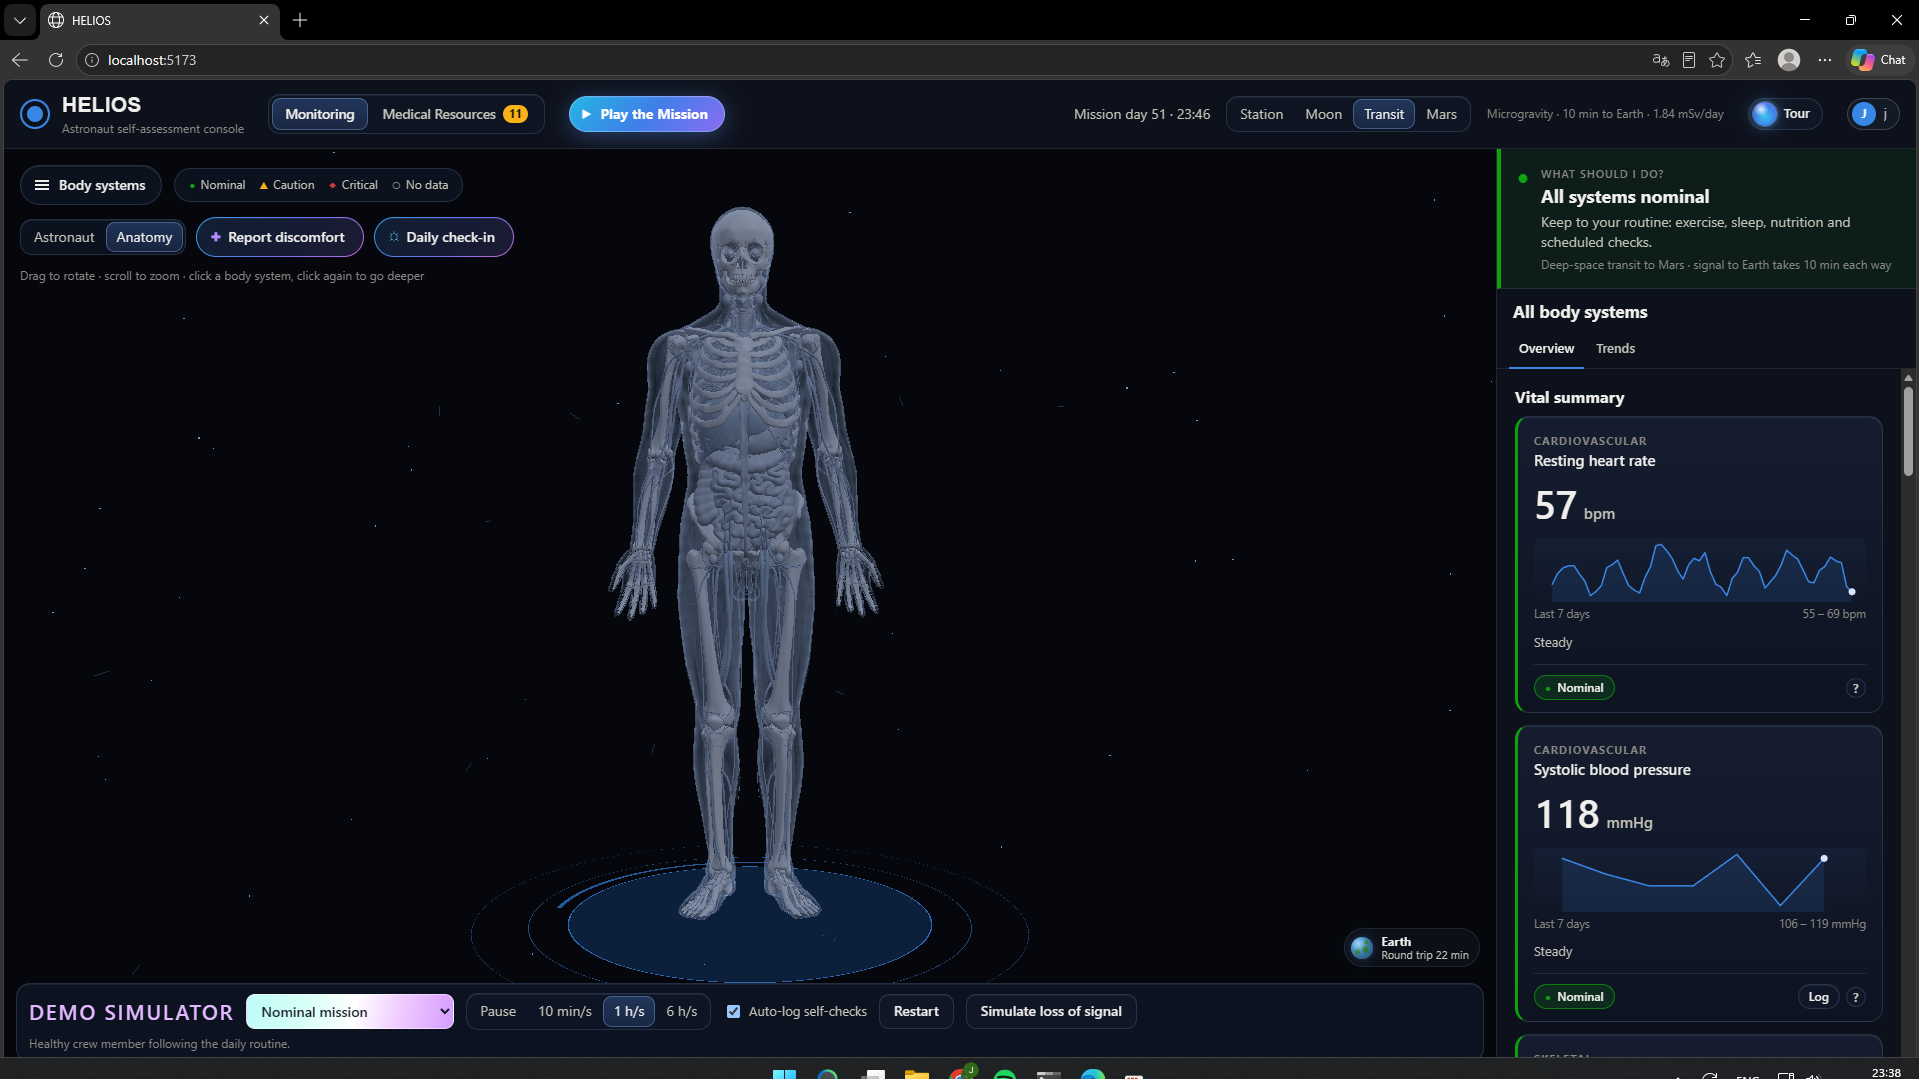 HELIOS
localhost:5173
Chat
HELIOS
Astronaut self-assessment console
Monitoring
Medical Resources 11
Play the Mission
Mission day 51 · 23:46
Station Moon Transit Mars
Microgravity · 10 min to Earth · 1.84 mSv/day
Tour
J j
Body systems
Nominal Caution Critical No data
Astronaut Anatomy
Report discomfort
Daily check-in
Drag to rotate · scroll to zoom · click a body system, click again to go deeper
WHAT SHOULD I DO?
All systems nominal
Keep to your routine: exercise, sleep, nutrition and
scheduled checks.
Deep-space transit to Mars · signal to Earth takes 10 min each way
All body systems
Overview Trends
Vital summary
CARDIOVASCULAR
Resting heart rate
57 bpm
Last 7 days 55 – 69 bpm
Steady
Nominal ?
CARDIOVASCULAR
Systolic blood pressure
118 mmHg
Last 7 days 106 – 119 mmHg
Steady
Nominal Log ?
Earth
Round trip 22 min
DEMO SIMULATOR
Nominal mission
Pause 10 min/s 1 h/s 6 h/s
Auto-log self-checks
Restart
Simulate loss of signal
Healthy crew member following the daily routine.
J
23:38